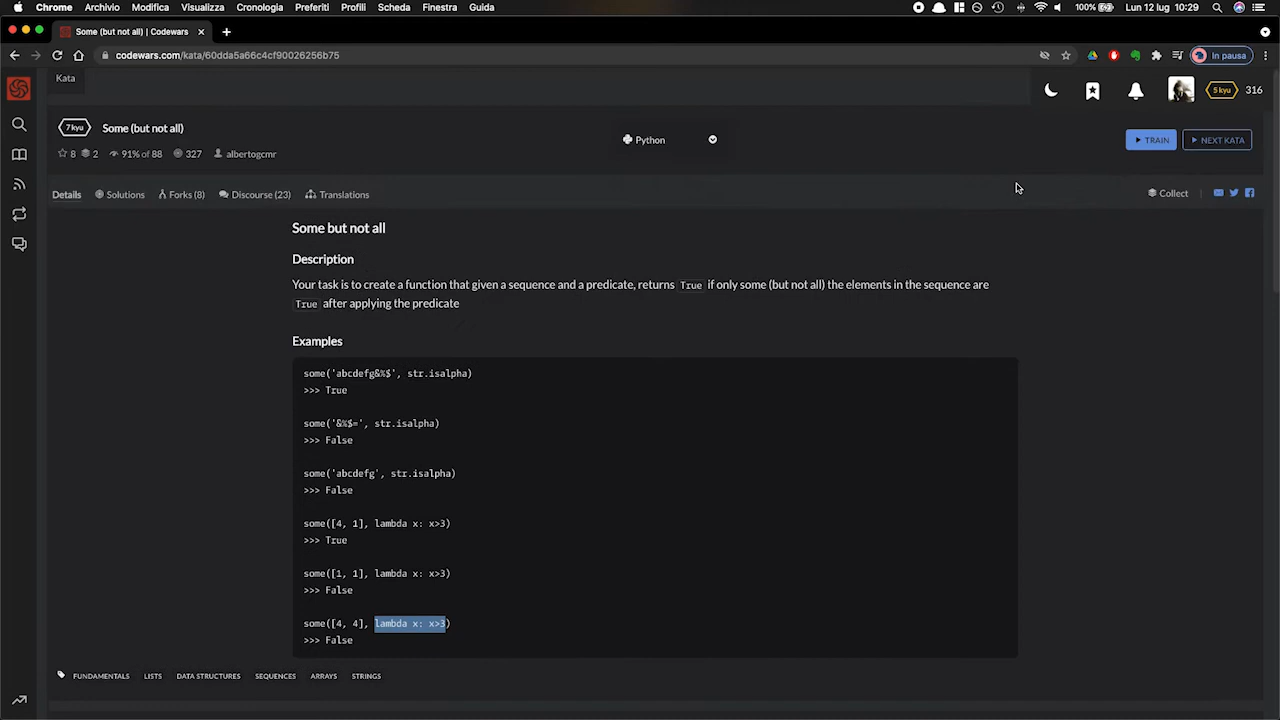 Chrome Archivio Modifica Visualizza Cronologia Preferiti Profili Scheda Finestra Guida 100% Lun 12 lug 10:29
Some (but not all) | Codewars
codewars.com/kata/60dda5a66c4cf90026256b75 In pausa
Kata
5 kyu 316
7 kyu Some (but not all)
Python
TRAIN NEXT KATA
8 2 91% of 88 327 albertogcmr
Details Solutions Forks (8) Discourse (23) Translations Collect
Some but not all
Description
Your task is to create a function that given a sequence and a predicate, returns True if only some (but not all) the elements in the sequence are
True after applying the predicate
Examples
some('abcdefg&%$', str.isalpha)
>>> True
some('&%$=', str.isalpha)
>>> False
some('abcdefg', str.isalpha)
>>> False
some([4, 1], lambda x: x>3)
>>> True
some([1, 1], lambda x: x>3)
>>> False
some([4, 4], lambda x: x>3)
>>> False
FUNDAMENTALS LISTS DATA STRUCTURES SEQUENCES ARRAYS STRINGS